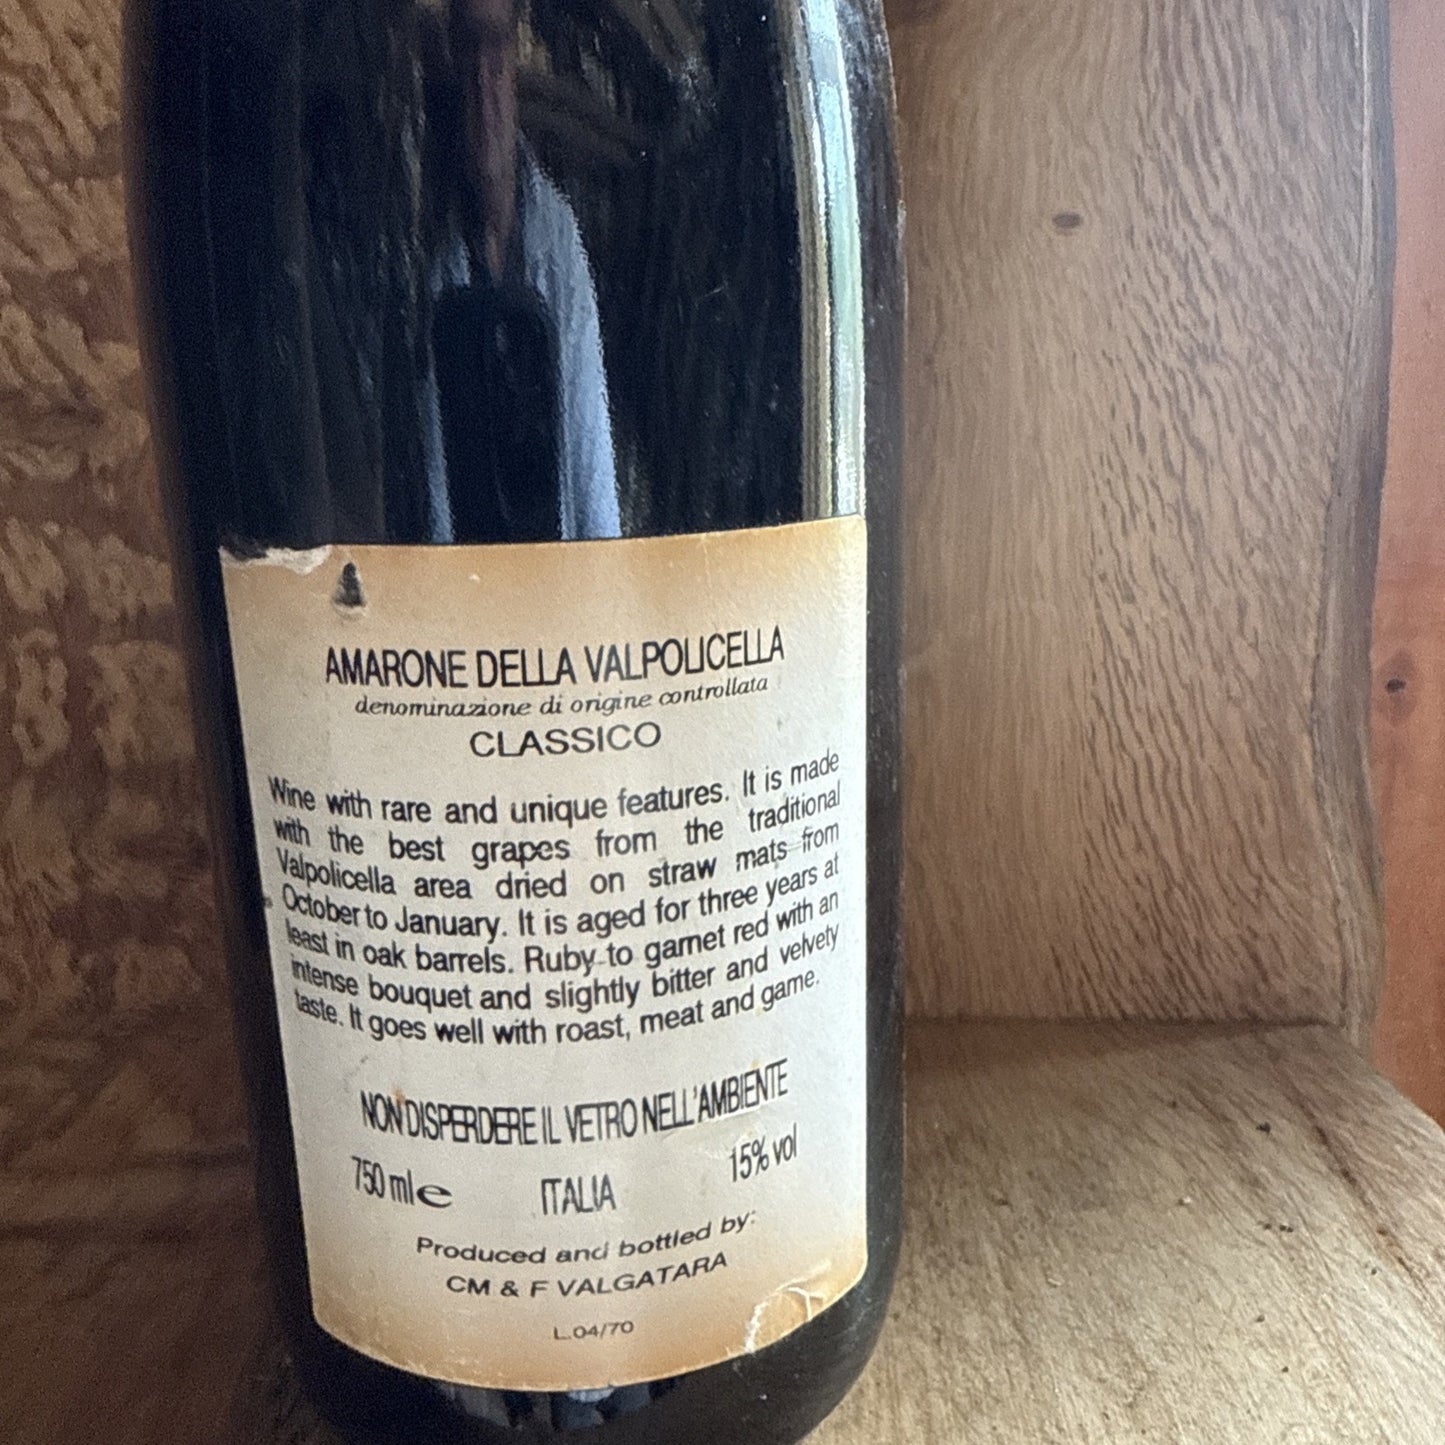 AMARONE DELLA VALPOLICELLA
denominazione di origine controllata
CLASSICO
Wine with rare and unique features. It is made
with the best grapes from the traditional
Valpolicella area dried on straw mats from
October to January. It is aged for three years at
least in oak barrels. Ruby to garnet red with an
intense bouquet and slightly bitter and velvety
taste. It goes well with roast, meat and game.
NON DISPERDERE IL VETRO NELL'AMBIENTE
750 ml e ITALIA 15% vol
Produced and bottled by:
CM & F VALGATARA
L.04/70